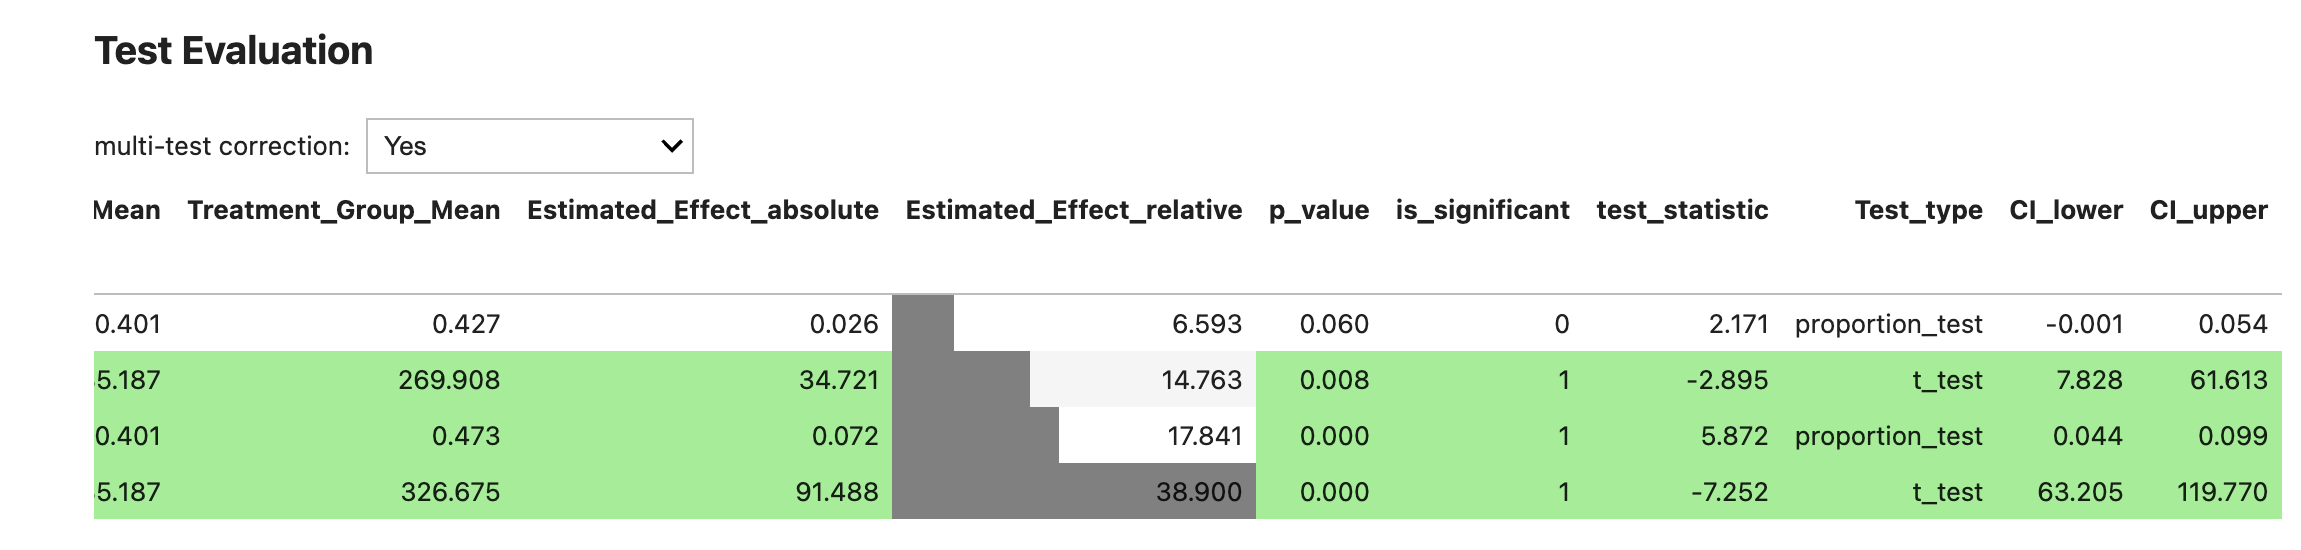 Test Evaluation
multi-test correction: Yes
Mean Treatment_Group_Mean Estimated_Effect_absolute Estimated_Effect_relative p_value is_significant test_statistic Test_type CI_lower CI_upper
0.401 0.427 0.026 6.593 0.060 0 2.171 proportion_test -0.001 0.054
5.187 269.908 34.721 14.763 0.008 1 -2.895 t_test 7.828 61.613
0.401 0.473 0.072 17.841 0.000 1 5.872 proportion_test 0.044 0.099
5.187 326.675 91.488 38.900 0.000 1 -7.252 t_test 63.205 119.770